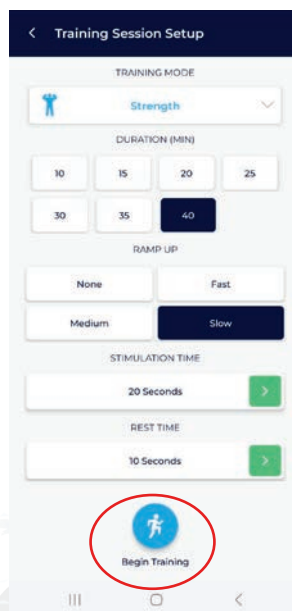 Training Session Setup
TRAINING MODE
Strength
DURATION (MIN)
10 15 20 25
30 35 40
RAMP UP
None Fast
Medium Slow
STIMULATION TIME
20 Seconds
REST TIME
10 Seconds
Begin Training